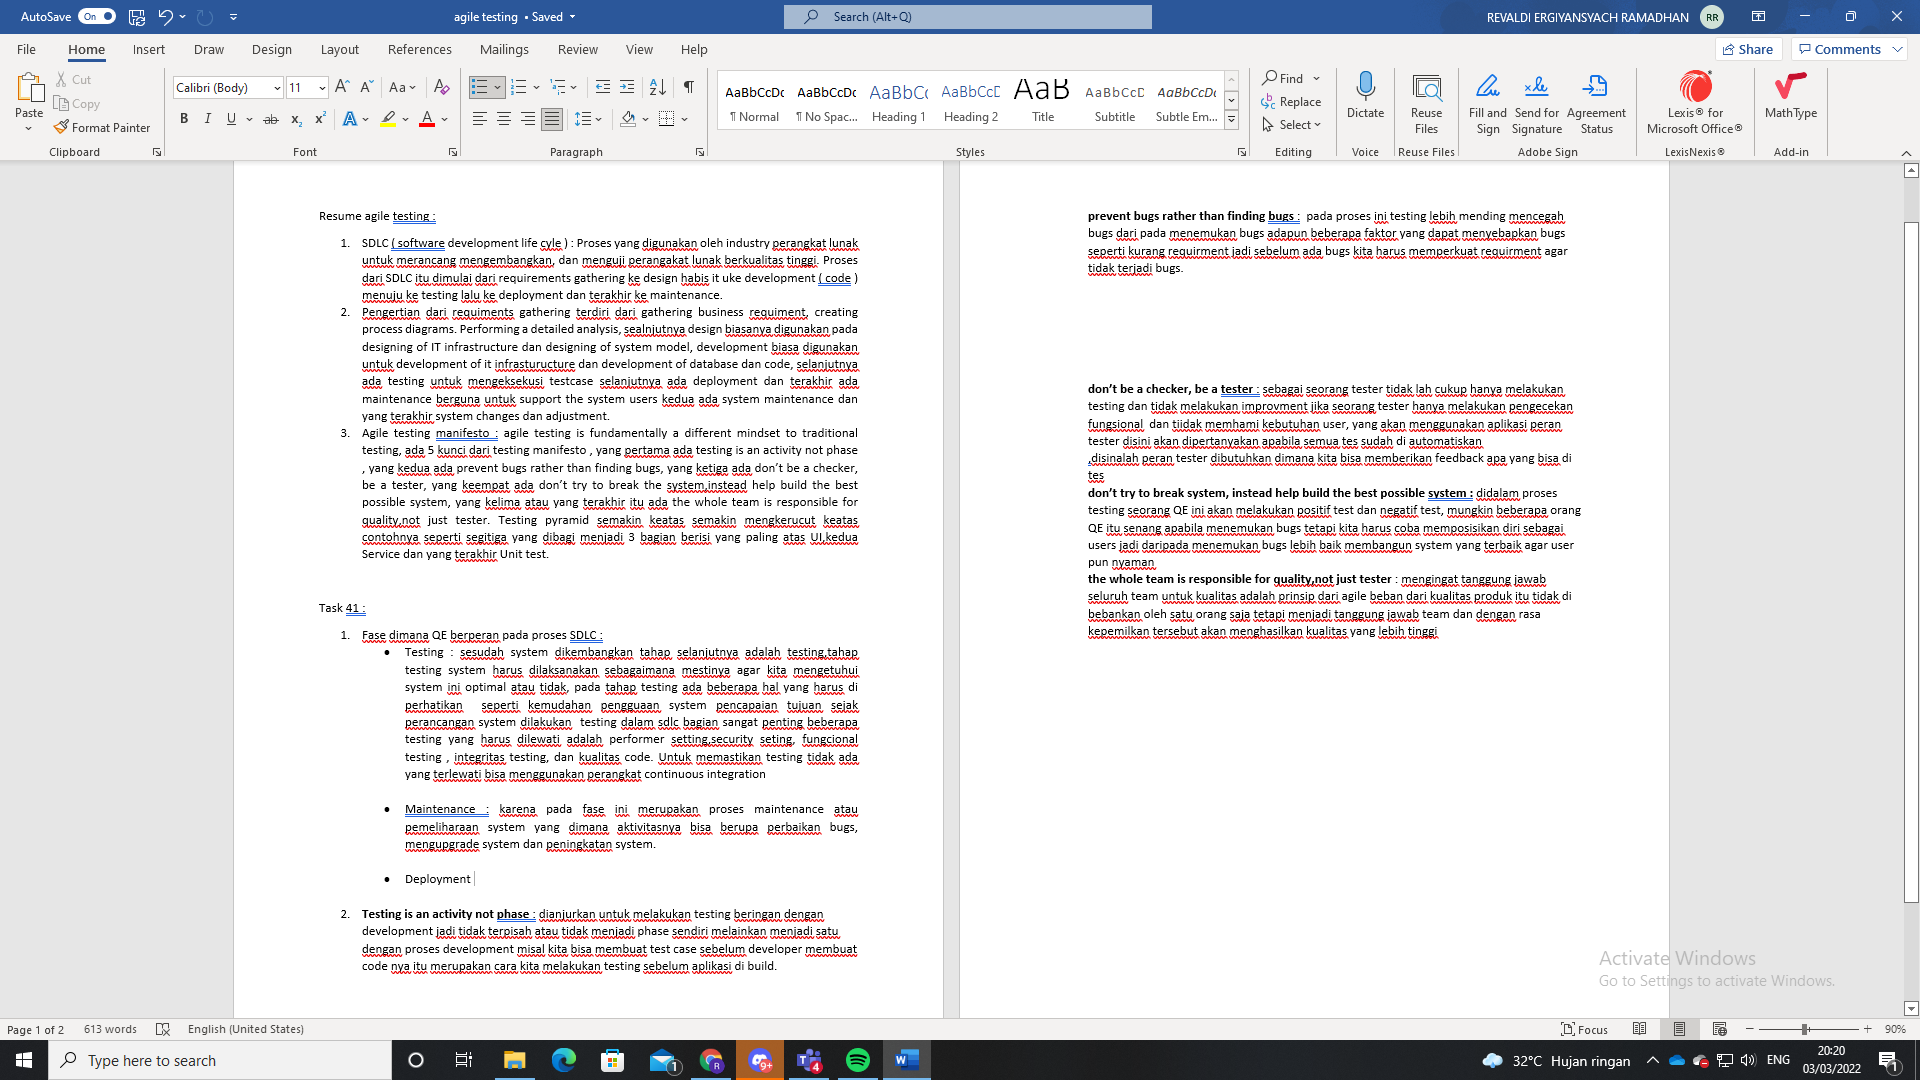 AutoSave On agile testing • Saved Search (Alt+Q) REVALDI ERGIYANSYACH RAMADHAN RR
File Home Insert Draw Design Layout References Mailings Review View Help Share Comments
Paste Cut Copy Format Painter
Calibri (Body) 11
AaBbCcDc AaBbCcDc AaBbCc AaBbCcD AaB AaBbCcD AaBbCcDc
¶ Normal ¶ No Spac... Heading 1 Heading 2 Title Subtitle Subtle Em...
Find Replace Select
Dictate
Reuse Files
Fill and Sign Send for Signature Agreement Status
Lexis® for Microsoft Office®
MathType
Clipboard Font Paragraph Styles Editing Voice Reuse Files Adobe Sign LexisNexis® Add-in
Resume agile testing :
1. SDLC ( software development life cyle ) : Proses yang digunakan oleh industry perangkat lunak
untuk merancang mengembangkan, dan menguji perangakat lunak berkualitas tinggi. Proses
dari SDLC itu dimulai dari requirements gathering ke design habis it uke development ( code )
menuju ke testing lalu ke deployment dan terakhir ke maintenance.
2. Pengertian dari requiments gathering terdiri dari gathering business requiment, creating
process diagrams. Performing a detailed analysis, sealnjutnya design biasanya digunakan pada
designing of IT infrastructure dan designing of system model, development biasa digunakan
untuk development of it infrasturucture dan development of database dan code, selanjutnya
ada testing untuk mengeksekusi testcase selanjutnya ada deployment dan terakhir ada
maintenance berguna untuk support the system users kedua ada system maintenance dan
yang terakhir system changes dan adjustment.
3. Agile testing manifesto : agile testing is fundamentally a different mindset to traditional
testing, ada 5 kunci dari testing manifesto , yang pertama ada testing is an activity not phase
, yang kedua ada prevent bugs rather than finding bugs, yang ketiga ada don't be a checker,
be a tester, yang keempat ada don't try to break the system,instead help build the best
possible system, yang kelima atau yang terakhir itu ada the whole team is responsible for
quality,not just tester. Testing pyramid semakin keatas semakin mengkerucut keatas
contohnya seperti segitiga yang dibagi menjadi 3 bagian berisi yang paling atas UI,kedua
Service dan yang terakhir Unit test.
Task 41 :
1. Fase dimana QE berperan pada proses SDLC :
• Testing : sesudah system dikembangkan tahap selanjutnya adalah testing,tahap
testing system harus dilaksanakan sebagaimana mestinya agar kita mengetuhui
system ini optimal atau tidak, pada tahap testing ada beberapa hal yang harus di
perhatikan seperti kemudahan pengguaan system pencapaian tujuan sejak
perancangan system dilakukan testing dalam sdlc bagian sangat penting beberapa
testing yang harus dilewati adalah performer setting,security seting, fungcional
testing , integritas testing, dan kualitas code. Untuk memastikan testing tidak ada
yang terlewati bisa menggunakan perangkat continuous integration
• Maintenance : karena pada fase ini merupakan proses maintenance atau
pemeliharaan system yang dimana aktivitasnya bisa berupa perbaikan bugs,
mengupgrade system dan peningkatan system.
• Deployment
2. Testing is an activity not phase : dianjurkan untuk melakukan testing beringan dengan
development jadi tidak terpisah atau tidak menjadi phase sendiri melainkan menjadi satu
dengan proses development misal kita bisa membuat test case sebelum developer membuat
code nya itu merupakan cara kita melakukan testing sebelum aplikasi di build.
prevent bugs rather than finding bugs : pada proses ini testing lebih mending mencegah
bugs dari pada menemukan bugs adapun beberapa faktor yang dapat menyebapkan bugs
seperti kurang requirment jadi sebelum ada bugs kita harus memperkuat requirment agar
tidak terjadi bugs.
don't be a checker, be a tester : sebagai seorang tester tidak lah cukup hanya melakukan
testing dan tidak melakukan improvment jika seorang tester hanya melakukan pengecekan
fungsional dan tiidak memhami kebutuhan user, yang akan menggunakan aplikasi peran
tester disini akan dipertanyakan apabila semua tes sudah di automatiskan
,disinalah peran tester dibutuhkan dimana kita bisa memberikan feedback apa yang bisa di
tes
don't try to break system, instead help build the best possible system : didalam proses
testing seorang QE ini akan melakukan positif test dan negatif test, mungkin beberapa orang
QE itu senang apabila menemukan bugs tetapi kita harus coba memposisikan diri sebagai
users jadi daripada menemukan bugs lebih baik membangun system yang terbaik agar user
pun nyaman
the whole team is responsible for quality,not just tester : mengingat tanggung jawab
seluruh team untuk kualitas adalah prinsip dari agile beban dari kualitas produk itu tidak di
bebankan oleh satu orang saja tetapi menjadi tanggung jawab team dan dengan rasa
kepemilkan tersebut akan menghasilkan kualitas yang lebih tinggi
Activate Windows
Go to Settings to activate Windows.
Page 1 of 2 613 words English (United States) Focus 90%
Type here to search 32°C Hujan ringan ENG 20:20
03/03/2022